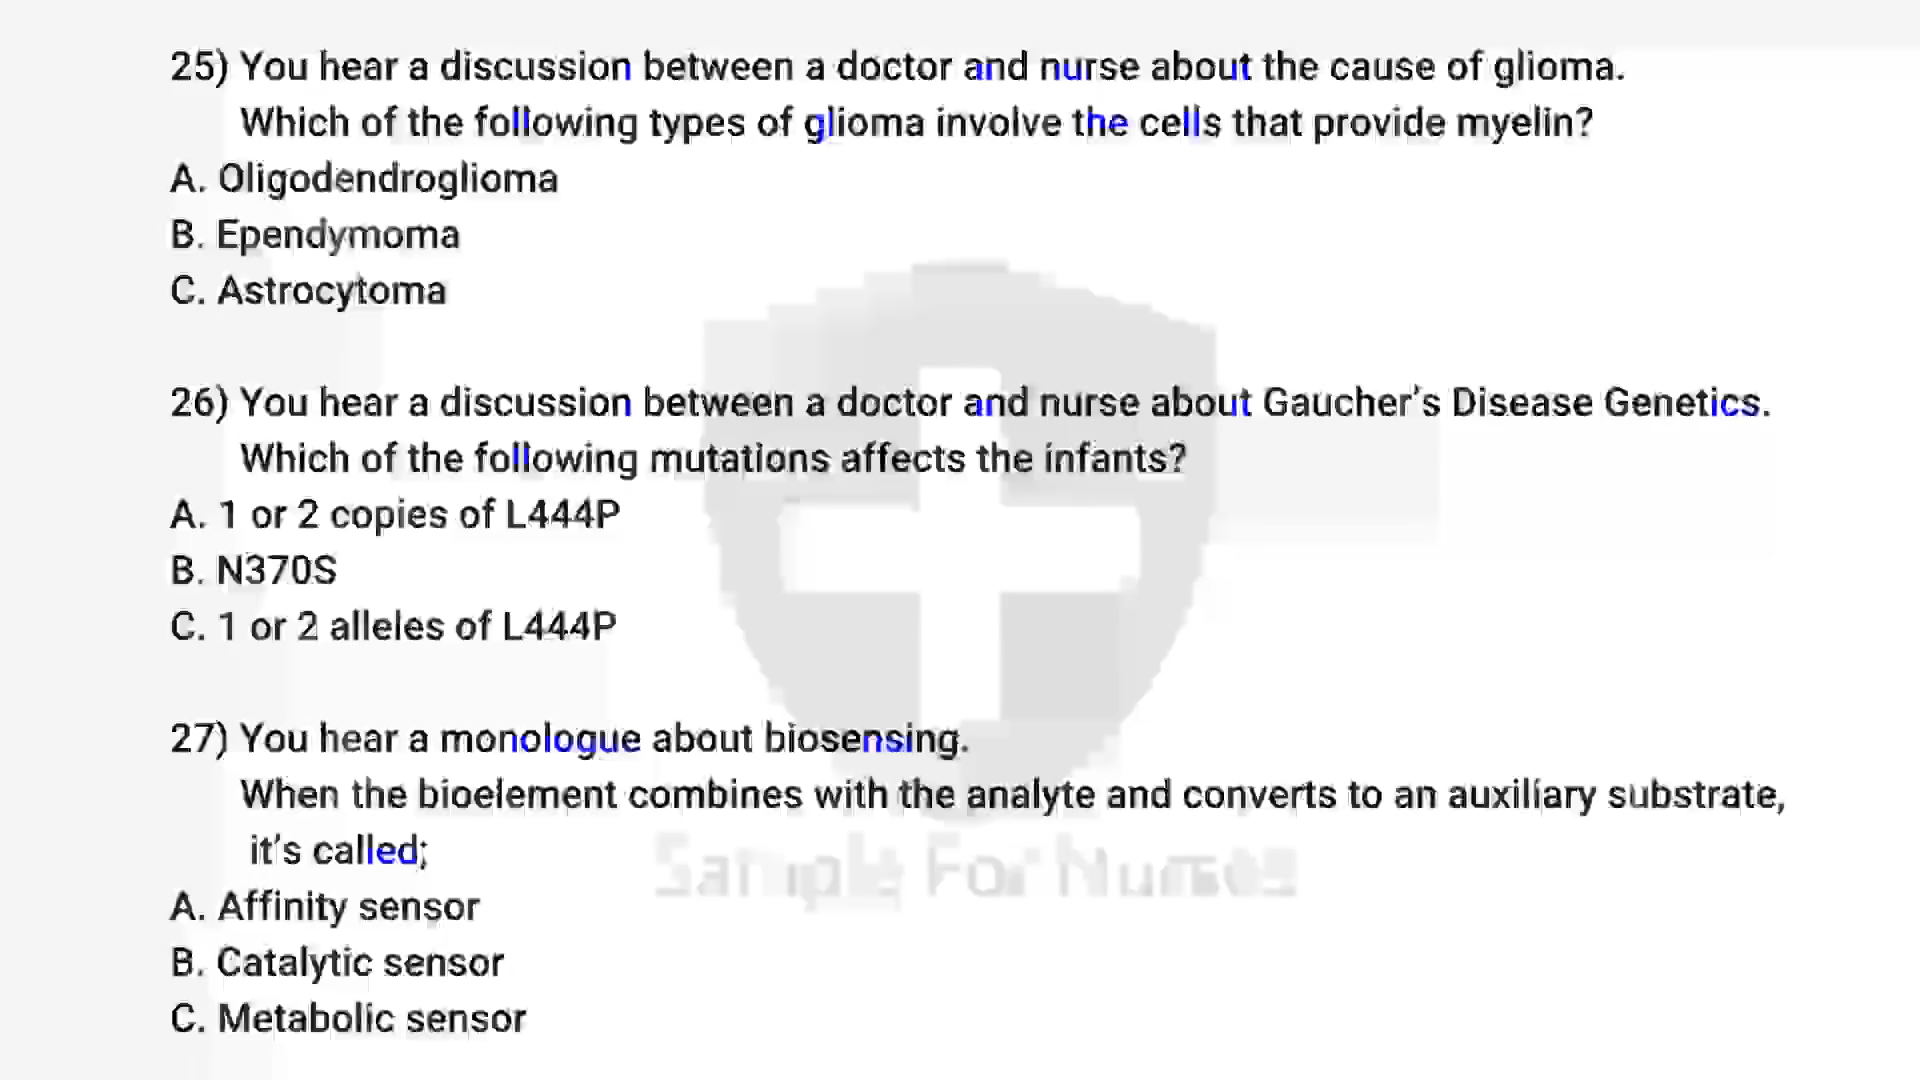 25) You hear a discussion between a doctor and nurse about the cause of glioma.
Which of the following types of glioma involve the cells that provide myelin?
A. Oligodendroglioma
B. Ependymoma
C. Astrocytoma
26) You hear a discussion between a doctor and nurse about Gaucher's Disease Genetics.
Which of the following mutations affects the infants?
A. 1 or 2 copies of L444P
B. N370S
C. 1 or 2 alleles of L444P
27) You hear a monologue about biosensing.
When the bioelement combines with the analyte and converts to an auxiliary substrate,
it's called;
Sample For Nurses
A. Affinity sensor
B. Catalytic sensor
C. Metabolic sensor